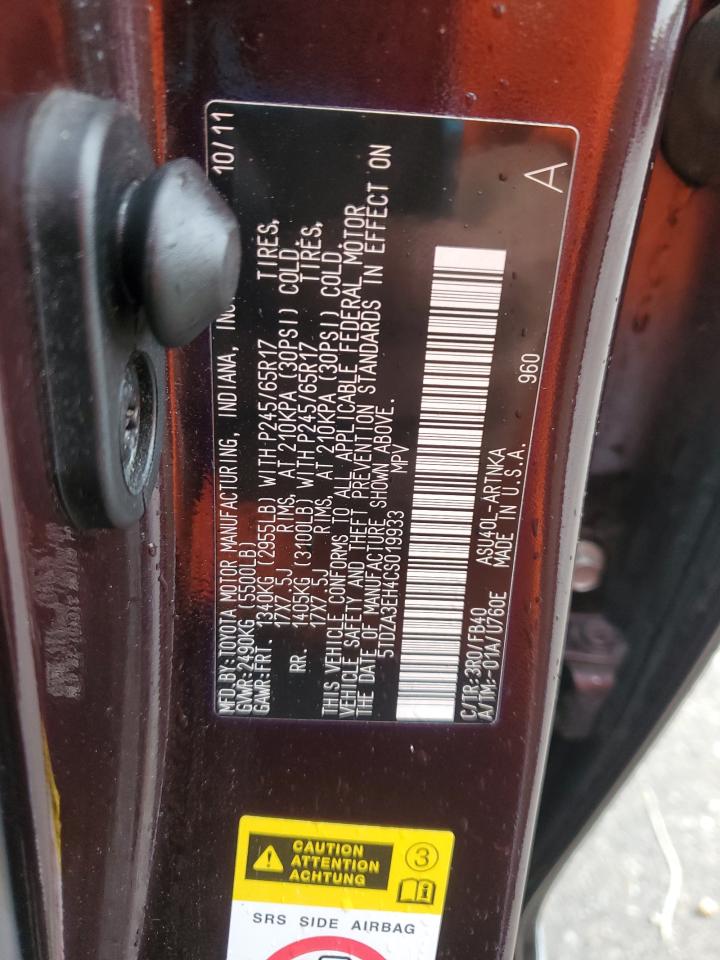 10/11
MFD.BY:TOYOTA MOTOR MANUFACTURING, INDIANA, INC.
GVWR:2490KG (5500LB)
GAWR:FRT. 1340KG (2955LB) WITH P245/65R17 TIRES,
17X7.5J RIMS, AT 210KPA (30PSI) COLD.
RR. 1405KG (3100LB) WITH P245/65R17 TIRES,
17X7.5J RIMS, AT 210KPA (30PSI) COLD.
THIS VEHICLE CONFORMS TO ALL APPLICABLE FEDERAL MOTOR
VEHICLE SAFETY AND THEFT PREVENTION STANDARDS IN EFFECT ON
THE DATE OF MANUFACTURE SHOWN ABOVE.
5TDZA3EH4CS019933 MPV
960
A
C/TR:3R0/FB40 ASU40L-ARTNKA
A/TM:-01A/U760E MADE IN U.S.A.
CAUTION
ATTENTION
ACHTUNG
3
SRS SIDE AIRBAG